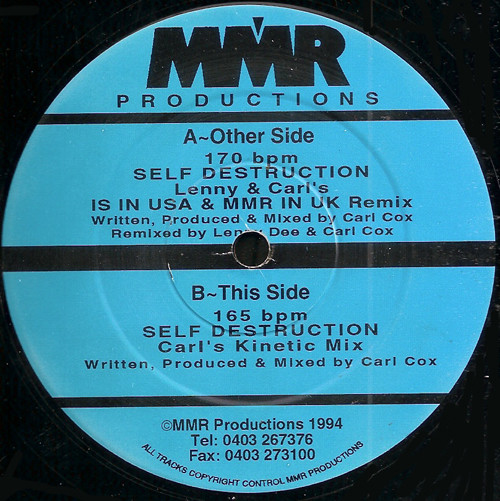 MMR
PRODUCTIONS
A~Other Side
170 bpm
SELF DESTRUCTION
Lenny & Carl's
IS IN USA & MMR IN UK Remix
Written, Produced & Mixed by Carl Cox
Remixed by Lenny Dee & Carl Cox
B~This Side
165 bpm
SELF DESTRUCTION
Carl's Kinetic Mix
Written, Produced & Mixed by Carl Cox
©MMR Productions 1994
Tel: 0403 267376
Fax: 0403 273100
ALL TRACKS COPYRIGHT CONTROL MMR PRODUCTIONS